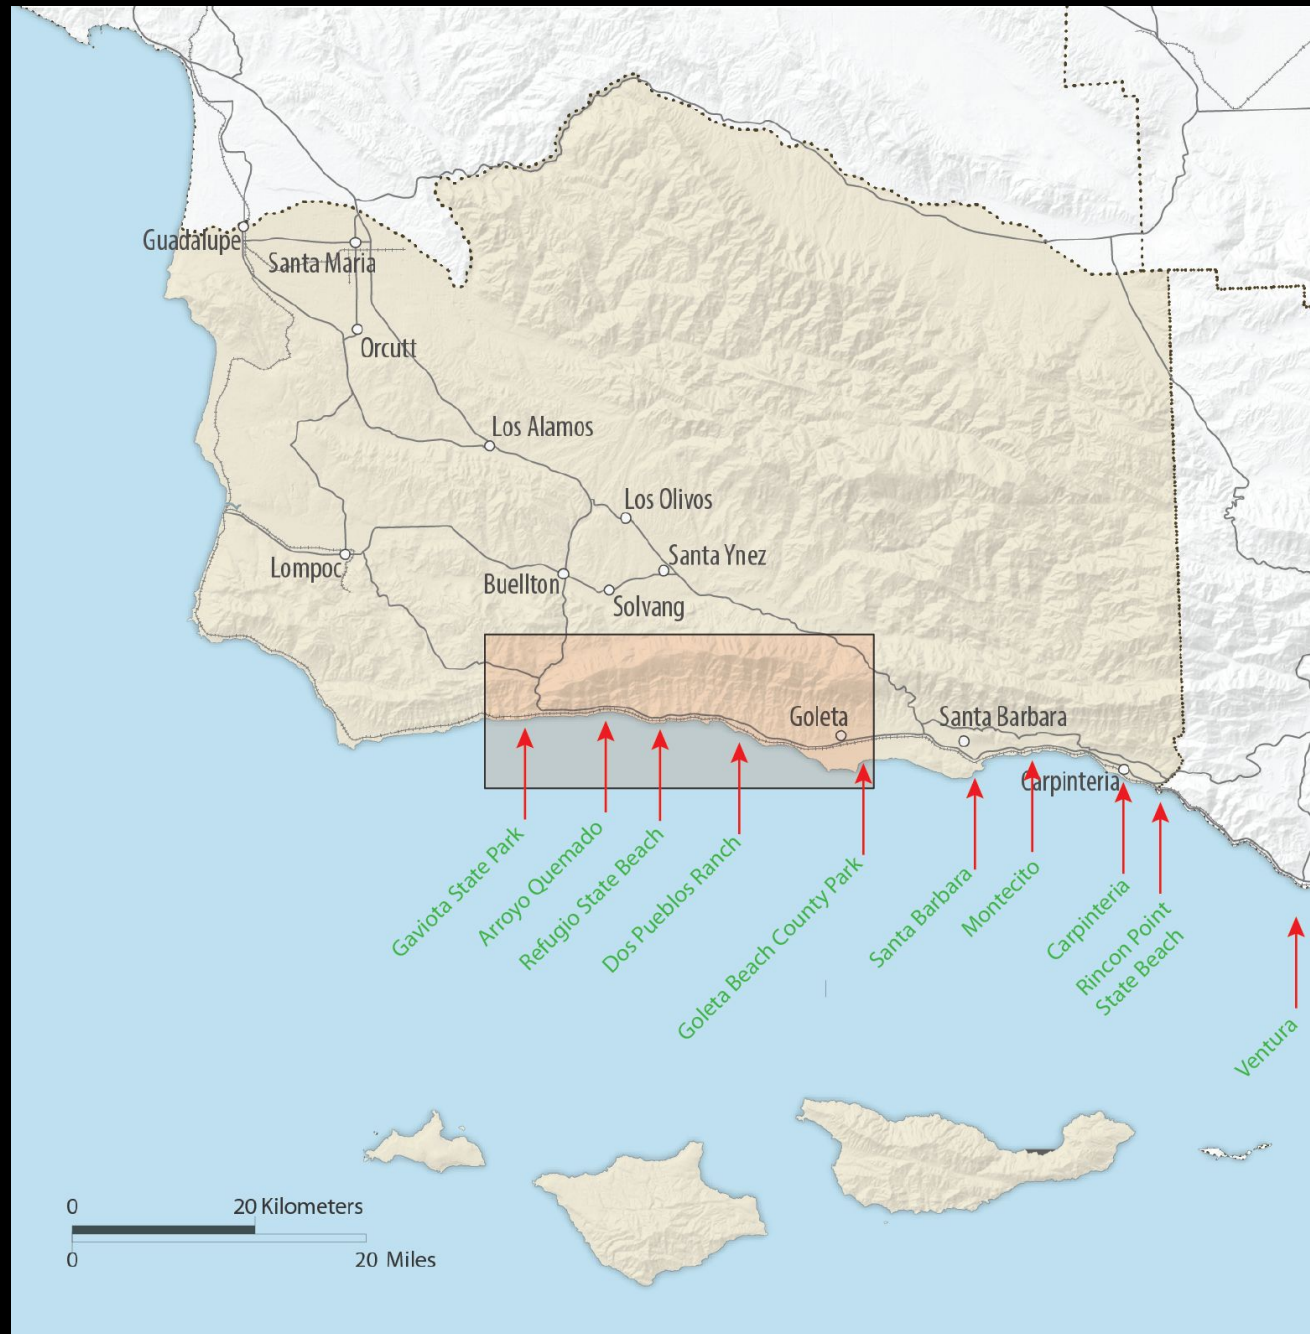 Guadalupe
Santa Maria
Orcutt
Los Alamos
Los Olivos
Santa Ynez
Lompoc
Buellton
Solvang
Goleta
Santa Barbara
Carpinteria
Gaviota State Park
Arroyo Quemado
Refugio State Beach
Dos Pueblos Ranch
Goleta Beach County Park
Santa Barbara
Montecito
Carpinteria
Rincon Point
State Beach
Ventura
0 20 Kilometers
0 20 Miles